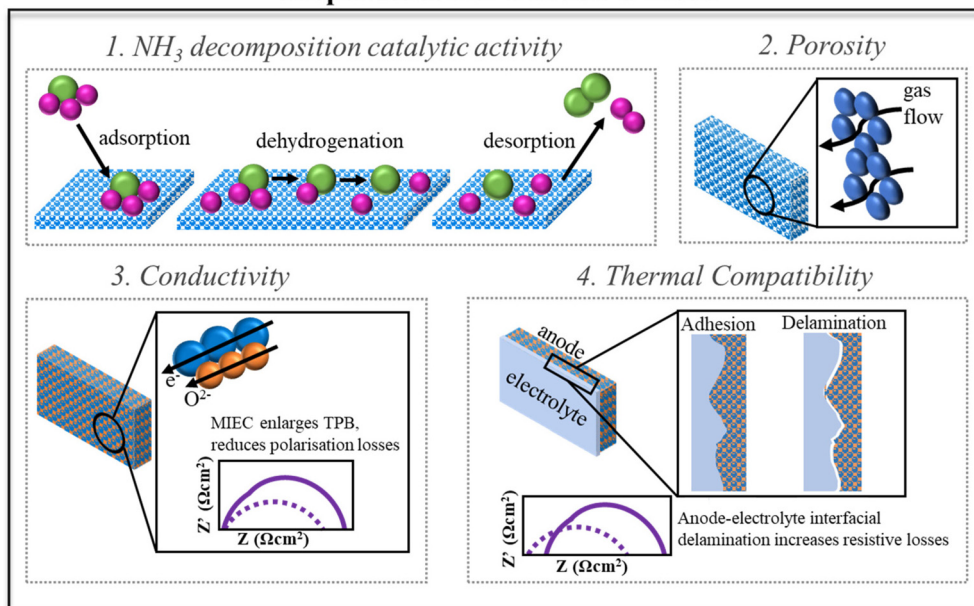 1. NH₃ decomposition catalytic activity
adsorption
dehydrogenation
desorption
2. Porosity
gas
flow
3. Conductivity
e⁻
O²⁻
MIEC enlarges TPB,
reduces polarisation losses
Z' (Ωcm²)
Z (Ωcm²)
4. Thermal Compatibility
anode
electrolyte
Adhesion
Delamination
Z' (Ωcm²)
Z (Ωcm²)
Anode-electrolyte interfacial
delamination increases resistive losses